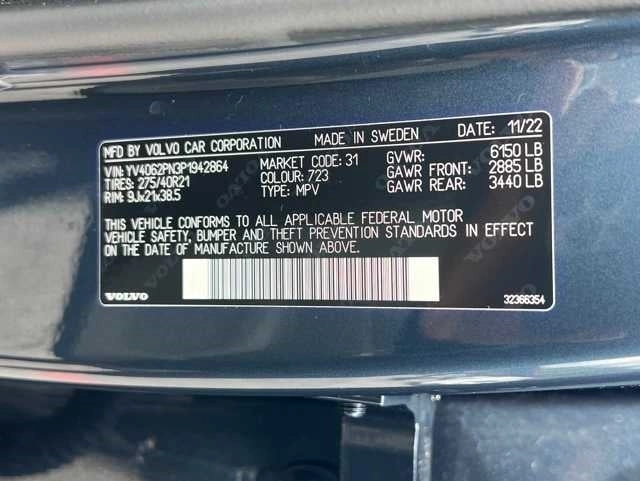 MFD BY VOLVO CAR CORPORATION MADE IN SWEDEN DATE: 11/22
VIN: YV4062PN3P1942864 MARKET CODE: 31 GVWR: 6150 LB
TIRES: 275/40R21 COLOUR: 723 GAWR FRONT: 2885 LB
RIM: 9Jx21x38.5 TYPE: MPV GAWR REAR: 3440 LB
THIS VEHICLE CONFORMS TO ALL APPLICABLE FEDERAL MOTOR
VEHICLE SAFETY, BUMPER AND THEFT PREVENTION STANDARDS IN EFFECT
ON THE DATE OF MANUFACTURE SHOWN ABOVE.
VOLVO 32366354